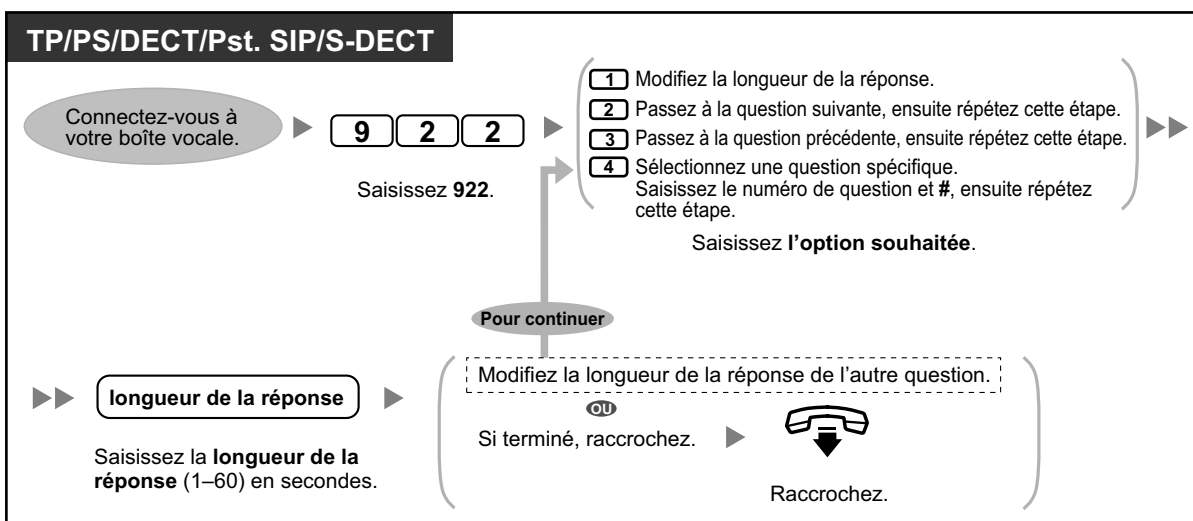 TP/PS/DECT/Pst. SIP/S-DECT
Connectez-vous à
votre boîte vocale.
9 2 2
Saisissez 922.
1 Modifiez la longueur de la réponse.
2 Passez à la question suivante, ensuite répétez cette étape.
3 Passez à la question précédente, ensuite répétez cette étape.
4 Sélectionnez une question spécifique.
Saisissez le numéro de question et #, ensuite répétez
cette étape.
Saisissez l'option souhaitée.
Pour continuer
longueur de la réponse
Saisissez la longueur de la
réponse (1–60) en secondes.
Modifiez la longueur de la réponse de l'autre question.
OU
Si terminé, raccrochez.
Raccrochez.